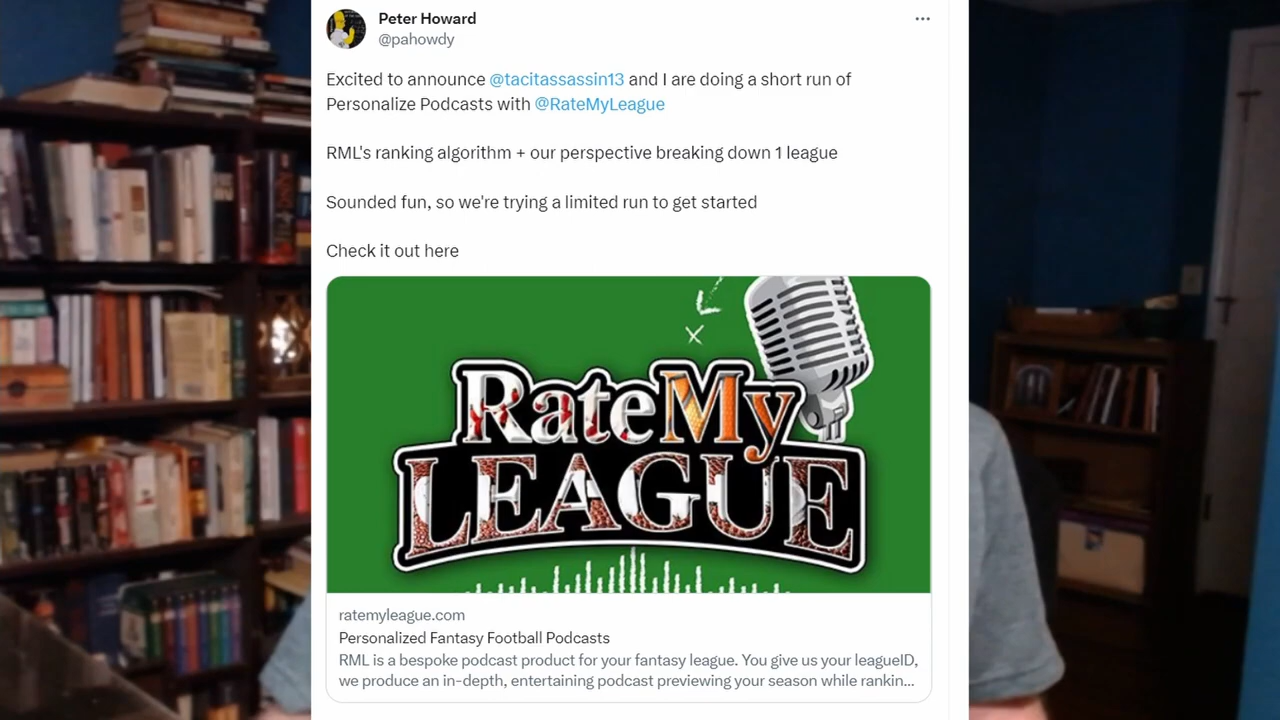 Peter Howard
@pahowdy
Excited to announce @tacitassassin13 and I are doing a short run of
Personalize Podcasts with @RateMyLeague
RML's ranking algorithm + our perspective breaking down 1 league
Sounded fun, so we're trying a limited run to get started
Check it out here
RateMy
LEAGUE
ratemyleague.com
Personalized Fantasy Football Podcasts
RML is a bespoke podcast product for your fantasy league. You give us your leagueID,
we produce an in-depth, entertaining podcast previewing your season while rankin...